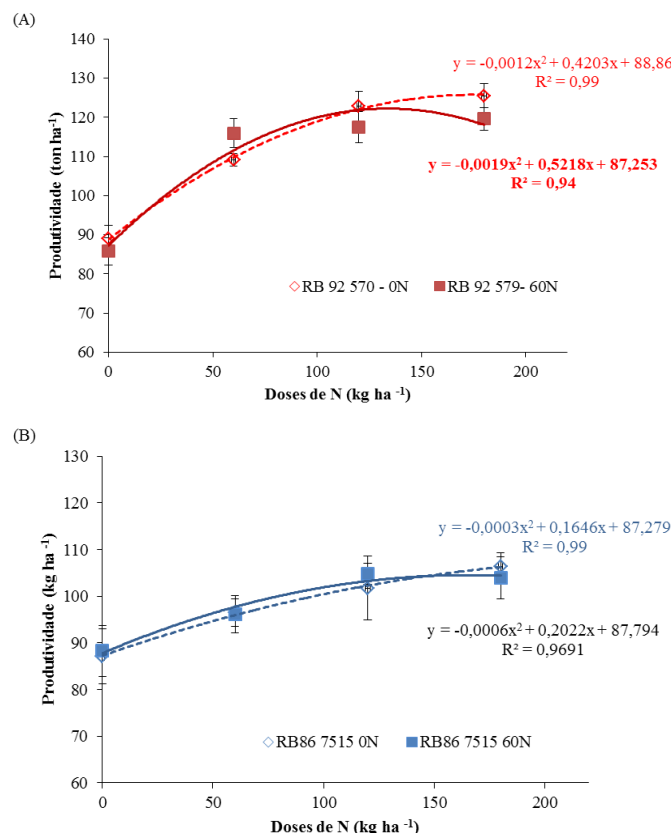 (A)
140
130
120
110
100
90
80
70
60
Produtividade (ton ha⁻¹)
y = -0,0012x² + 0,4203x + 88,86
R² = 0,99
y = -0,0019x² + 0,5218x + 87,253
R² = 0,94
RB 92 570 - 0N RB 92 579- 60N
0 50 100 150 200
Doses de N (kg ha ⁻¹)
(B)
130
120
110
100
90
80
70
60
Produtividade (kg ha ⁻¹)
y = -0,0003x² + 0,1646x + 87,279
R² = 0,99
y = -0,0006x² + 0,2022x + 87,794
R² = 0,9691
RB86 7515 0N RB86 7515 60N
0 50 100 150 200
Doses de N (kg ha ⁻¹)